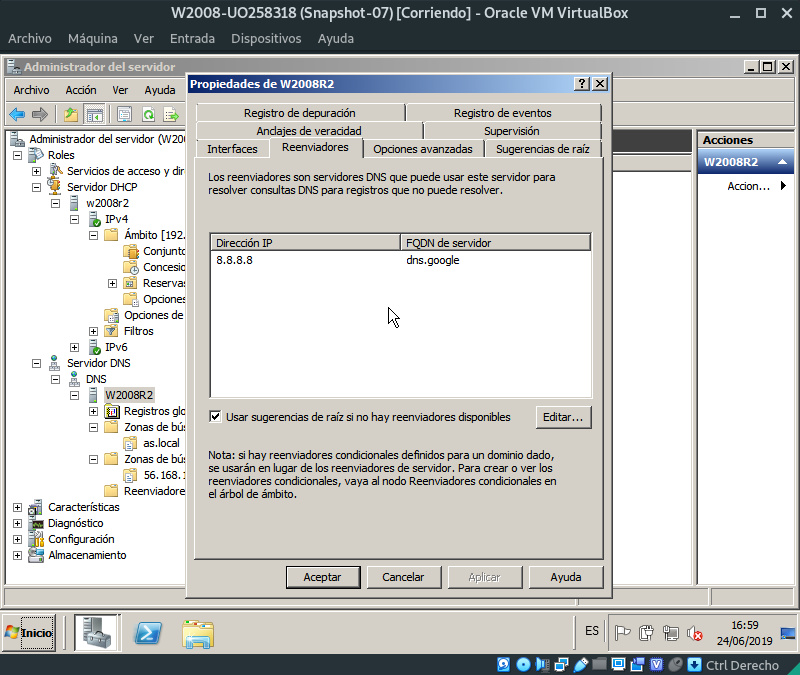 W2008-UO258318 (Snapshot-07) [Corriendo] - Oracle VM VirtualBox
Archivo Máquina Ver Entrada Dispositivos Ayuda
Administrador del servidor
Archivo Acción Ver Ayuda
Administrador del servidor (W200
Roles
Servicios de acceso y dir
Servidor DHCP
w2008r2
IPv4
Ámbito [192.
Conjunto
Concesio
Reservas
Opciones
Opciones de
Filtros
IPv6
Servidor DNS
DNS
W2008R2
Registros glo
Zonas de bús
as.local
Zonas de bús
56.168.1
Reenviadore
Características
Diagnóstico
Configuración
Almacenamiento
Propiedades de W2008R2
Registro de depuración Registro de eventos
Anclajes de veracidad Supervisión
Interfaces Reenviadores Opciones avanzadas Sugerencias de raíz
Los reenviadores son servidores DNS que puede usar este servidor para
resolver consultas DNS para registros que no puede resolver.
Dirección IP FQDN de servidor
8.8.8.8 dns.google
Usar sugerencias de raíz si no hay reenviadores disponibles
Editar...
Nota: si hay reenviadores condicionales definidos para un dominio dado,
se usarán en lugar de los reenviadores de servidor. Para crear o ver los
reenviadores condicionales, vaya al nodo Reenviadores condicionales en
el árbol de ámbito.
Aceptar Cancelar Aplicar Ayuda
Acciones
W2008R2
Accion...
Inicio
ES
16:59
24/06/2019
Ctrl Derecho